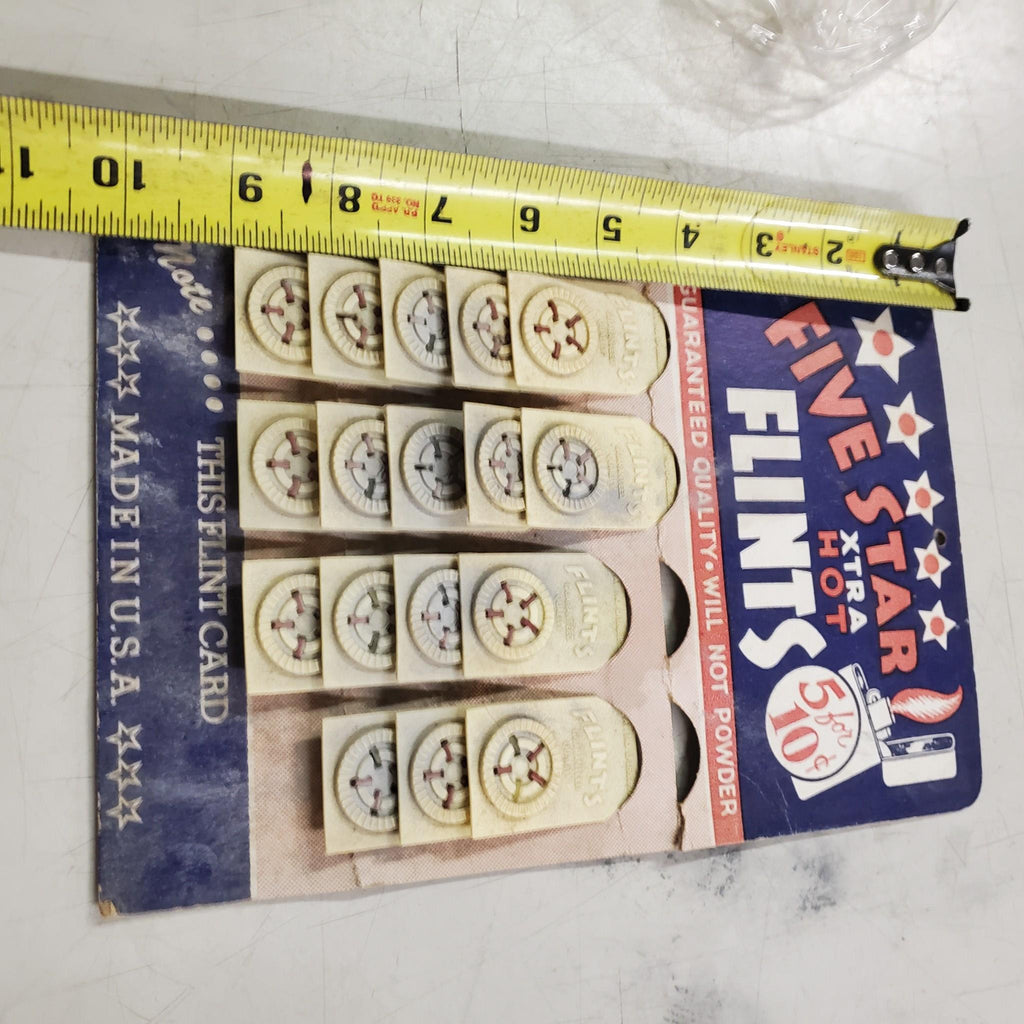 FIVE STAR
XTRA
HOT
FLINTS
5 for
10¢
GUARANTEED QUALITY • WILL NOT POWDER
FLINTS
FLINTS
FLINTS
FLINTS
Note ....
THIS FLINT CARD
★★★ MADE IN U.S.A. ★★★
2 3 4 5 6 7 8 9 10 11
STANLEY